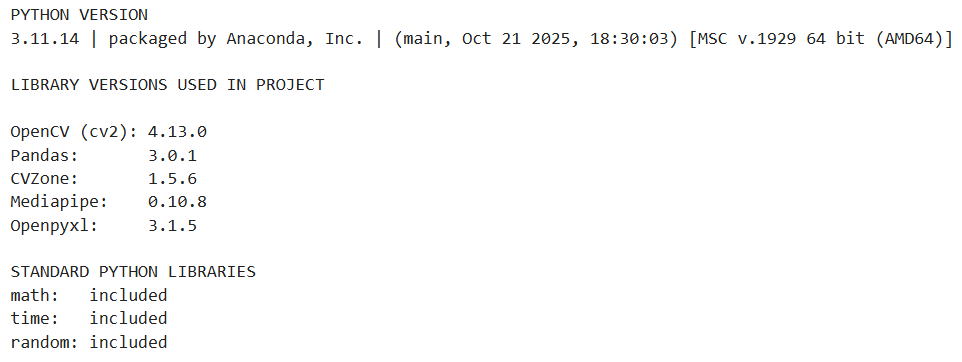 PYTHON VERSION
3.11.14 | packaged by Anaconda, Inc. | (main, Oct 21 2025, 18:30:03) [MSC v.1929 64 bit (AMD64)]
LIBRARY VERSIONS USED IN PROJECT
OpenCV (cv2): 4.13.0
Pandas:       3.0.1
CVZone:       1.5.6
Mediapipe:    0.10.8
Openpyxl:     3.1.5
STANDARD PYTHON LIBRARIES
math:   included
time:   included
random: included